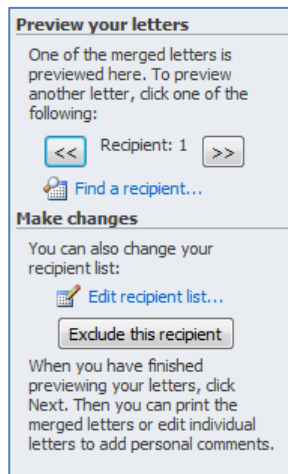 Preview your letters
One of the merged letters is
previewed here. To preview
another letter, click one of the
following:
<< Recipient: 1 >>
Find a recipient...
Make changes
You can also change your
recipient list:
Edit recipient list...
Exclude this recipient
When you have finished
previewing your letters, click
Next. Then you can print the
merged letters or edit individual
letters to add personal comments.